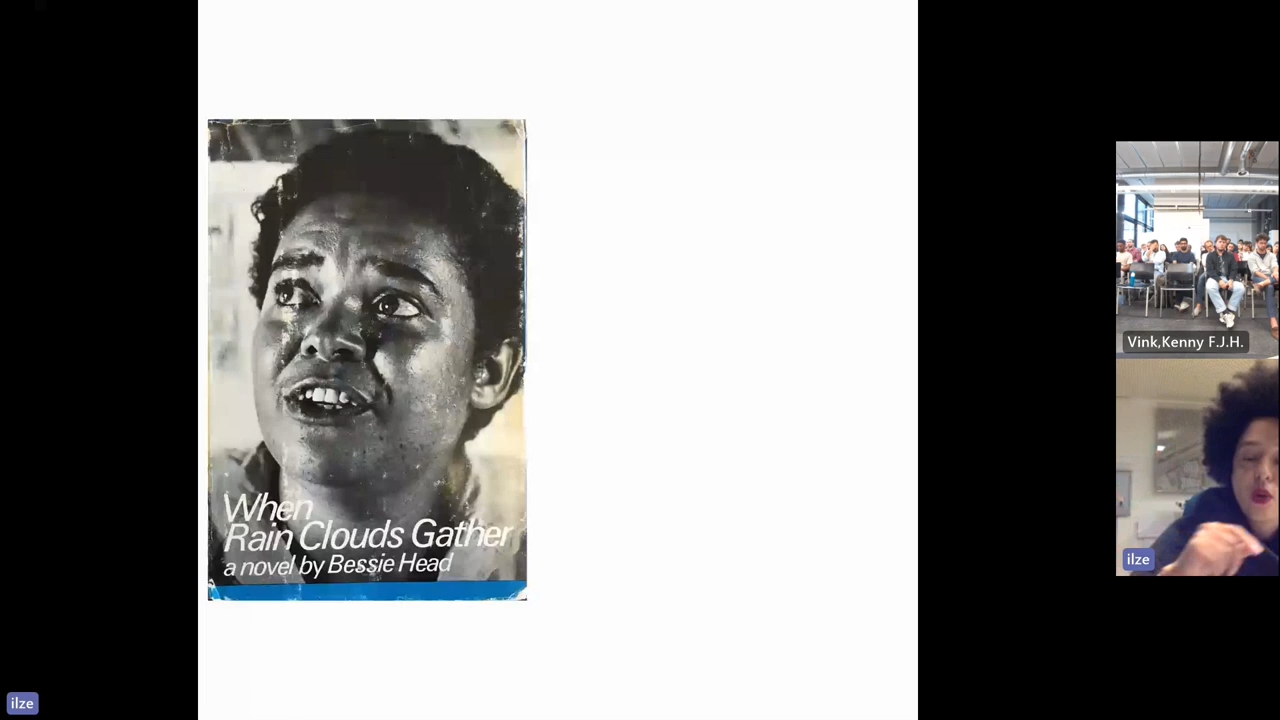 When
Rain Clouds Gather
a novel by Bessie Head
Vink,Kenny F.J.H.
ilze
ilze